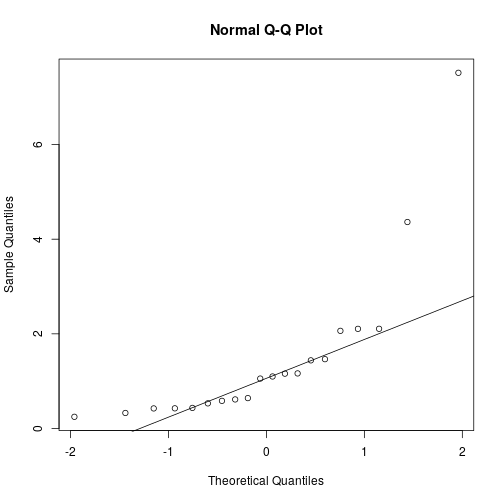 Normal Q-Q Plot
6
4
2
0
Sample Quantiles
-2 -1 0 1 2
Theoretical Quantiles